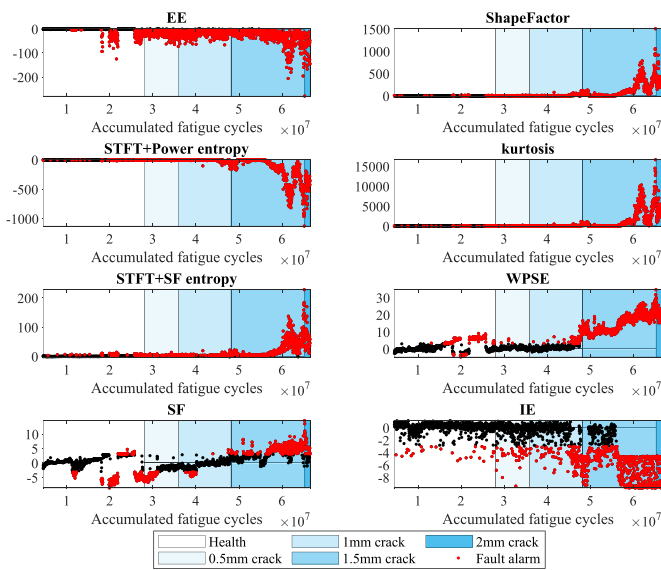 EE
0
-100
-200
1 2 3 4 5 6
Accumulated fatigue cycles ×10^7
ShapeFactor
1500
1000
500
0
1 2 3 4 5 6
Accumulated fatigue cycles ×10^7
STFT+Power entropy
0
-500
-1000
1 2 3 4 5 6
Accumulated fatigue cycles ×10^7
kurtosis
15000
10000
5000
0
1 2 3 4 5 6
Accumulated fatigue cycles ×10^7
STFT+SF entropy
200
100
0
1 2 3 4 5 6
Accumulated fatigue cycles ×10^7
WPSE
30
20
10
0
1 2 3 4 5 6
Accumulated fatigue cycles ×10^7
SF
10
5
0
-5
1 2 3 4 5 6
Accumulated fatigue cycles ×10^7
IE
0
-2
-4
-6
-8
1 2 3 4 5 6
Accumulated fatigue cycles ×10^7
Health 1mm crack 2mm crack
0.5mm crack 1.5mm crack Fault alarm